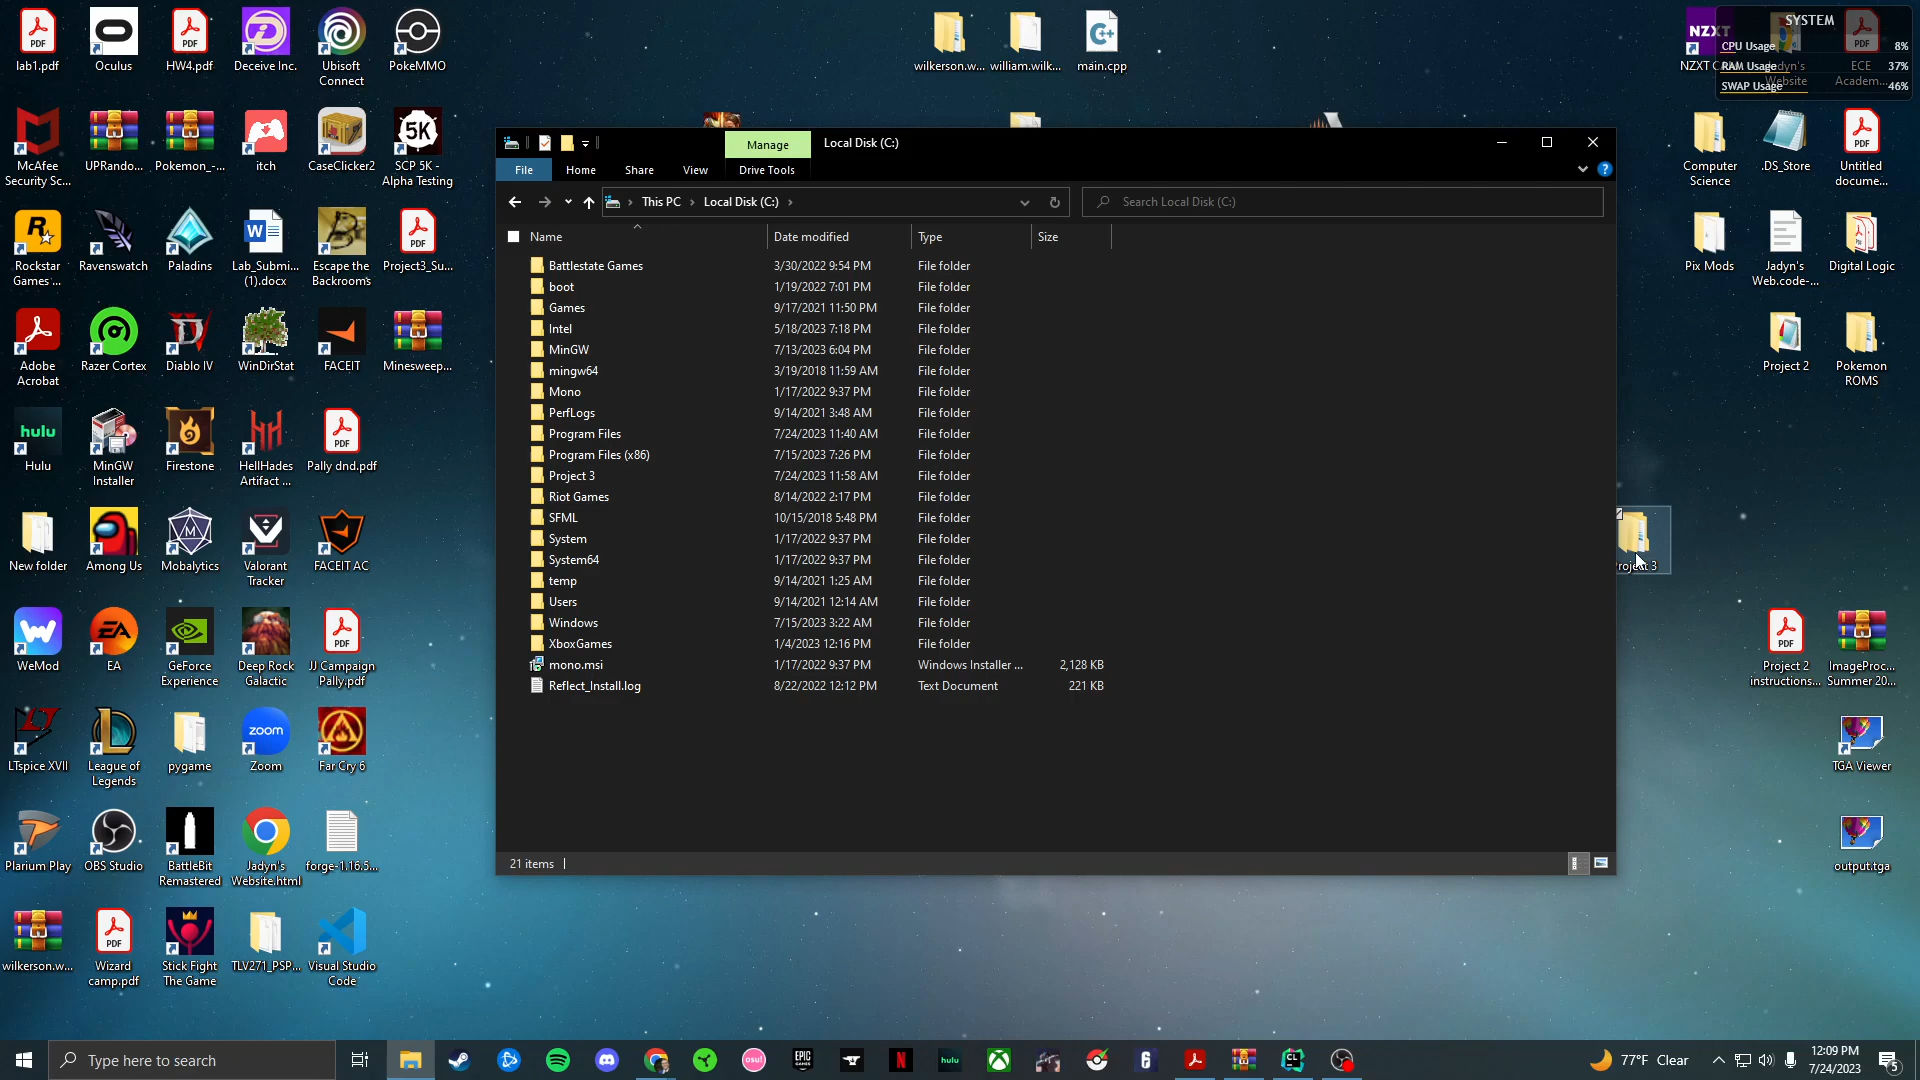 lab1.pdf
Oculus
HW4.pdf
Deceive Inc.
Ubisoft
Connect
PokeMMO
McAfee
Security Sc...
UPRando...
Pokemon_-...
itch
CaseClicker2
5K
SCP 5K -
Alpha Testing
Rockstar
Games ...
Ravenswatch
Paladins
Lab_Submi...
(1).docx
Escape the
Backrooms
Project3_Su...
Adobe
Acrobat
Razer Cortex
Diablo IV
WinDirStat
FACEIT
Minesweep...
hulu
Hulu
MinGW
Installer
Firestone
HellHades
Artifact ...
Pally dnd.pdf
New folder
Among Us
Mobalytics
Valorant
Tracker
FACEIT AC
WeMod
EA
GeForce
Experience
Deep Rock
Galactic
JJ Campaign
Pally.pdf
LTspice XVII
League of
Legends
pygame
zoom
Zoom
Far Cry 6
Plarium Play
OBS Studio
BattleBit
Remastered
Jadyn's
Website.html
forge-1.16.5...
wilkerson.w...
Wizard
camp.pdf
Stick Fight
The Game
TLV271_PSP...
Visual Studio
Code
wilkerson.w...
william.wilk...
main.cpp
Manage
Local Disk (C:)
File
Home
Share
View
Drive Tools
This PC
Local Disk (C:)
Search Local Disk (C:)
Name Date modified Type Size
Battlestate Games 3/30/2022 9:54 PM File folder
boot 1/19/2022 7:01 PM File folder
Games 9/17/2021 11:50 PM File folder
Intel 5/18/2023 7:18 PM File folder
MinGW 7/13/2023 6:04 PM File folder
mingw64 3/19/2018 11:59 AM File folder
Mono 1/17/2022 9:37 PM File folder
PerfLogs 9/14/2021 3:48 AM File folder
Program Files 7/24/2023 11:40 AM File folder
Program Files (x86) 7/15/2023 7:26 PM File folder
Project 3 7/24/2023 11:58 AM File folder
Riot Games 8/14/2022 2:17 PM File folder
SFML 10/15/2018 5:48 PM File folder
System 1/17/2022 9:37 PM File folder
System64 1/17/2022 9:37 PM File folder
temp 9/14/2021 1:25 AM File folder
Users 9/14/2021 12:14 AM File folder
Windows 7/15/2023 3:22 AM File folder
XboxGames 1/4/2023 12:16 PM File folder
mono.msi 1/17/2022 9:37 PM Windows Installer ... 2,128 KB
Reflect_Install.log 8/22/2022 12:12 PM Text Document 221 KB
21 items
SYSTEM
CPU Usage 8%
RAM Usage 37%
SWAP Usage 46%
NZXT
NZXT
Website
ECE
Academ...
Computer
Science
.DS_Store
Untitled
docume...
Pix Mods
Jadyn's
Web.code-...
Digital Logic
Project 2
Pokemon
ROMS
Project 3
Project 2
instructions...
ImageProc...
Summer 20...
TGA Viewer
output.tga
Type here to search
77°F Clear
12:09 PM
7/24/2023
5